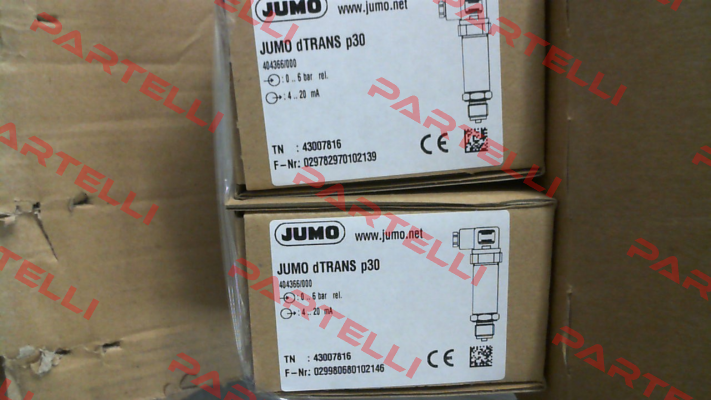 JUMO www.jumo.net
JUMO dTRANS p30
404366/000
: 0 .. 6 bar rel.
: 4 .. 20 mA
TN : 43007816
F-Nr: 029782970102139
CE
JUMO www.jumo.net
JUMO dTRANS p30
404366/000
: 0 .. 6 bar rel.
: 4 .. 20 mA
TN : 43007816
F-Nr: 029980680102146
CE
PARTELLI
PARTELLI
PARTELLI
PARTELLI
PARTELLI